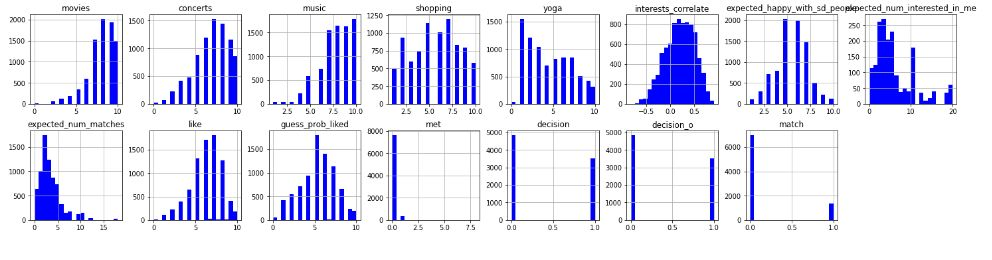 movies
2000
1500
1000
500
0
0 5 10
concerts
1500
1000
500
0
0 5 10
music
1500
1000
500
0
2.5 5.0 7.5 10.0
shopping
1250
1000
750
500
250
0
2.5 5.0 7.5 10.0
yoga
1500
1000
500
0
0 5 10
interests_correlate
800
600
400
200
0
−0.5 0.0 0.5
expected_happy_with_sd_people
2000
1500
1000
500
0
2.5 5.0 7.5 10.0
expected_num_interested_in_me
250
200
150
100
50
0
0 10 20
expected_num_matches
1500
1000
500
0
0 5 10 15
like
1500
1000
500
0
0 5 10
guess_prob_liked
1500
1000
500
0
0 5 10
met
8000
6000
4000
2000
0
0.0 2.5 5.0 7.5
decision
5000
4000
3000
2000
1000
0
0.0 0.5 1.0
decision_o
5000
4000
3000
2000
1000
0
0.0 0.5 1.0
match
6000
4000
2000
0
0.0 0.5 1.0